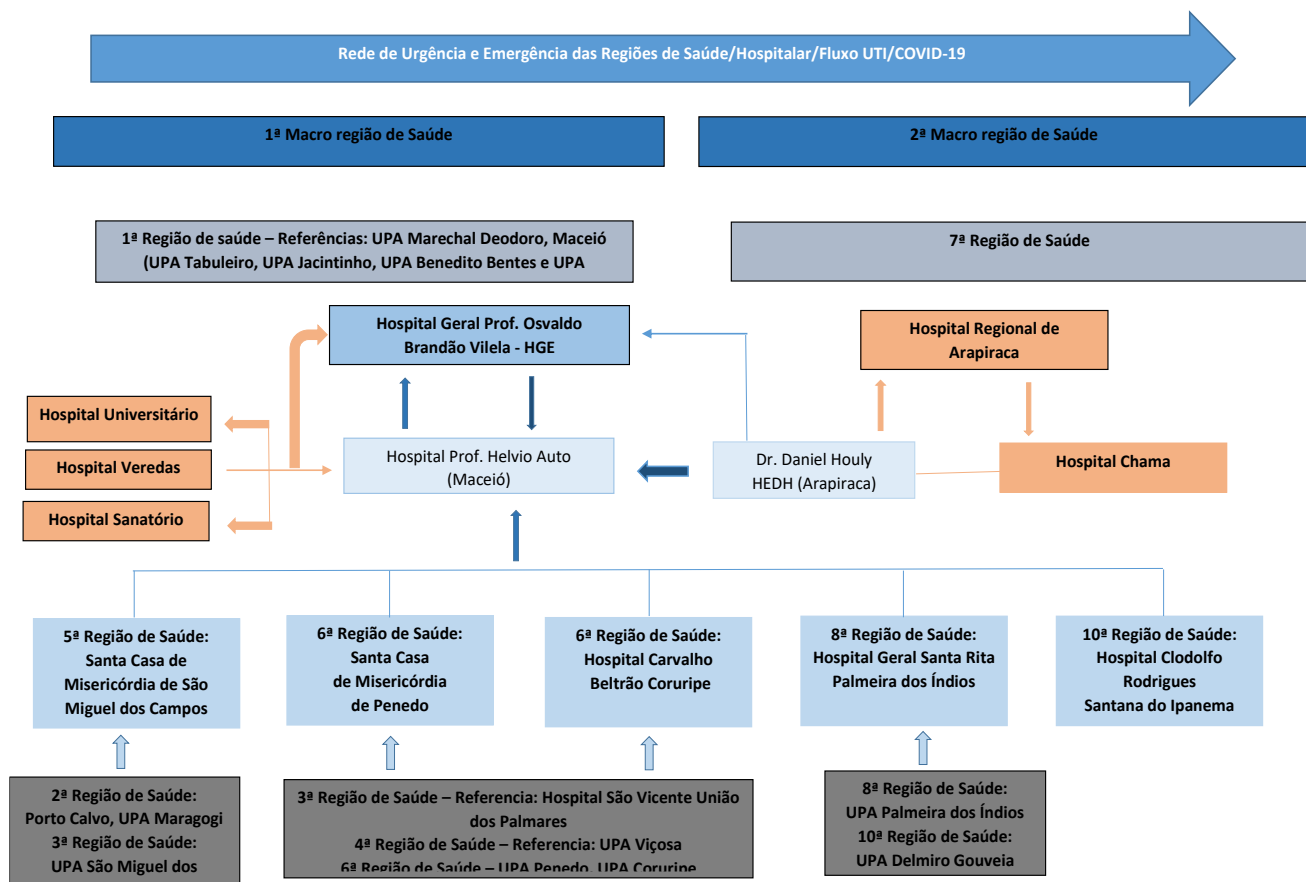 Rede de Urgência e Emergência das Regiões de Saúde/Hospitalar/Fluxo UTI/COVID-19
1ª Macro região de Saúde
2ª Macro região de Saúde
1ª Região de saúde – Referências: UPA Marechal Deodoro, Maceió
(UPA Tabuleiro, UPA Jacintinho, UPA Benedito Bentes e UPA
7ª Região de Saúde
Hospital Geral Prof. Osvaldo
Brandão Vilela - HGE
Hospital Regional de
Arapiraca
Hospital Universitário
Hospital Veredas
Hospital Sanatório
Hospital Prof. Helvio Auto
(Maceió)
Dr. Daniel Houly
HEDH (Arapiraca)
Hospital Chama
5ª Região de Saúde:
Santa Casa de
Misericórdia de São
Miguel dos Campos
6ª Região de Saúde:
Santa Casa
de Misericórdia
de Penedo
6ª Região de Saúde:
Hospital Carvalho
Beltrão Coruripe
8ª Região de Saúde:
Hospital Geral Santa Rita
Palmeira dos Índios
10ª Região de Saúde:
Hospital Clodolfo
Rodrigues
Santana do Ipanema
2ª Região de Saúde:
Porto Calvo, UPA Maragogi
3ª Região de Saúde:
UPA São Miguel dos
3ª Região de Saúde – Referencia: Hospital São Vicente União
dos Palmares
4ª Região de Saúde – Referencia: UPA Viçosa
6ª Região de Saúde – UPA Penedo, UPA Coruripe
8ª Região de Saúde:
UPA Palmeira dos Índios
10ª Região de Saúde:
UPA Delmiro Gouveia